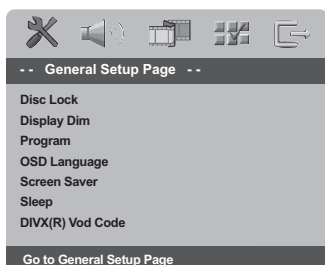 - - General Setup Page - -
Disc Lock
Display Dim
Program
OSD Language
Screen Saver
Sleep
DIVX(R) Vod Code
Go to General Setup Page